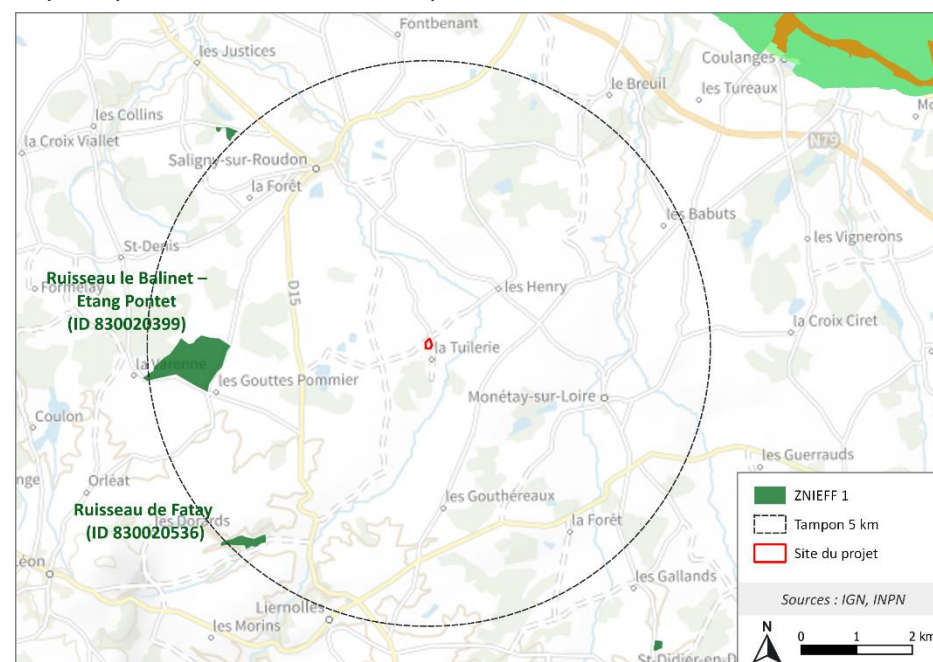 Fontbenant
les Justices
Coulanges
le Breuil
les Tureaux
les Collins
la Croix Viallet
N79
Saligny-sur-Roudon
la Forêt
les Babuts
St-Denis
les Vignerons
Ruisseau le Balinet –
Etang Pontet
(ID 830020399)
D15
les Henry
la Croix Ciret
la Tuilerie
la Varenne
les Gouttes Pommier
Monétay-sur-Loire
Coulon
les Guerrauds
Orléat
les Gouthéreaux
Ruisseau de Fatay
(ID 830020536)
les Dorards
la Forêt
les Gallands
Liernolles
les Morins
St-Didier-en-D
ZNIEFF 1
Tampon 5 km
Site du projet
Sources : IGN, INPN
N
0 1 2 km